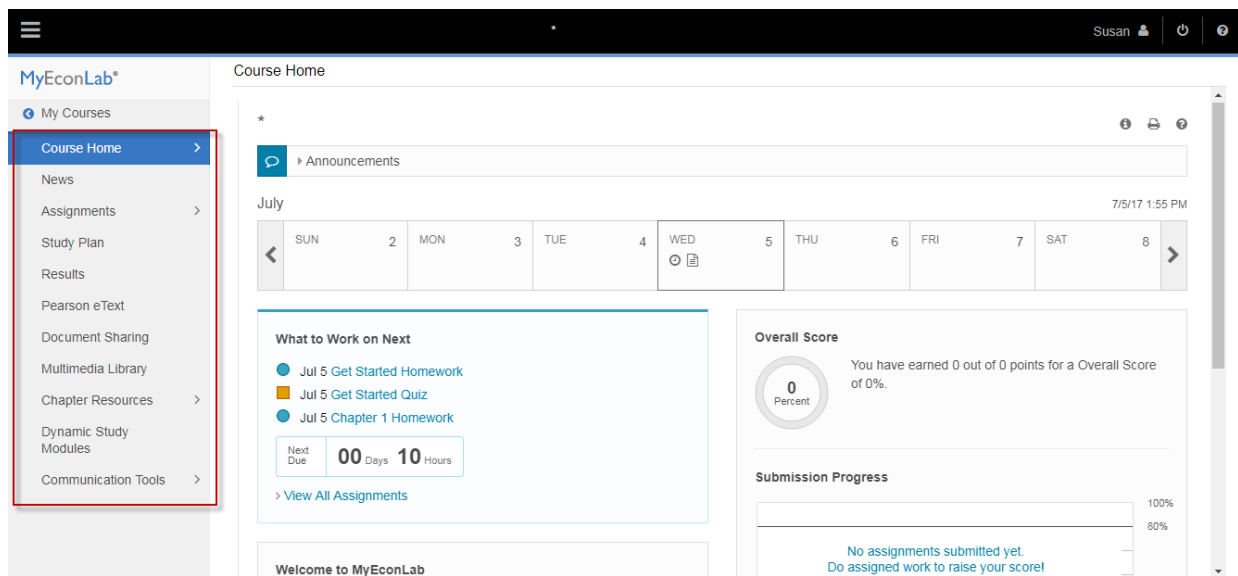 *
Susan
MyEconLab®
My Courses
Course Home
News
Assignments
Study Plan
Results
Pearson eText
Document Sharing
Multimedia Library
Chapter Resources
Dynamic Study
Modules
Communication Tools
Course Home
*
Announcements
July
7/5/17 1:55 PM
SUN 2 MON 3 TUE 4 WED 5 THU 6 FRI 7 SAT 8
What to Work on Next
Jul 5 Get Started Homework
Jul 5 Get Started Quiz
Jul 5 Chapter 1 Homework
Next
Due
00 Days 10 Hours
View All Assignments
Welcome to MyEconLab
Overall Score
0
Percent
You have earned 0 out of 0 points for a Overall Score
of 0%.
Submission Progress
100%
80%
No assignments submitted yet.
Do assigned work to raise your score!